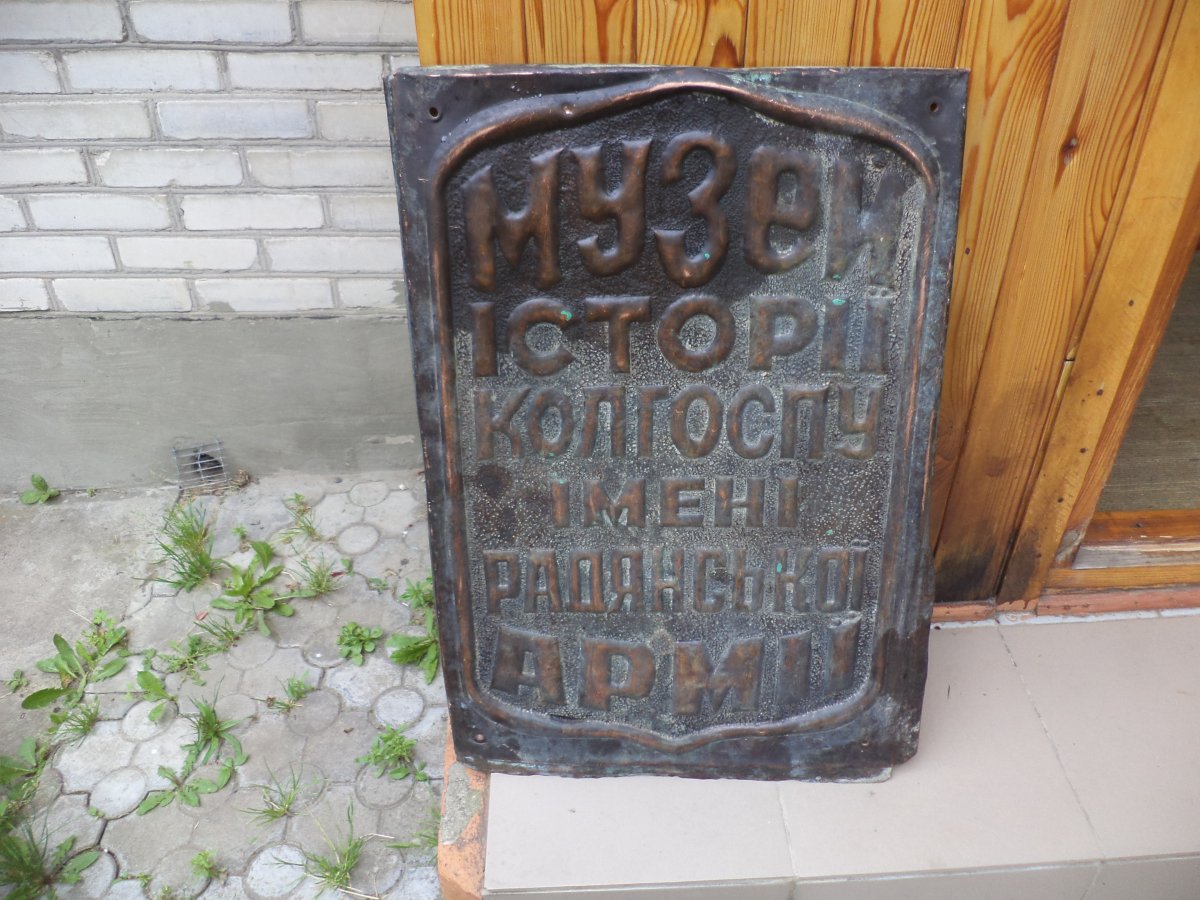 МУЗей
ІСТОРІЇ
КОЛГОСПУ
ІМЕНІ
РАДЯНСЬКОЇ
АРМІЇ